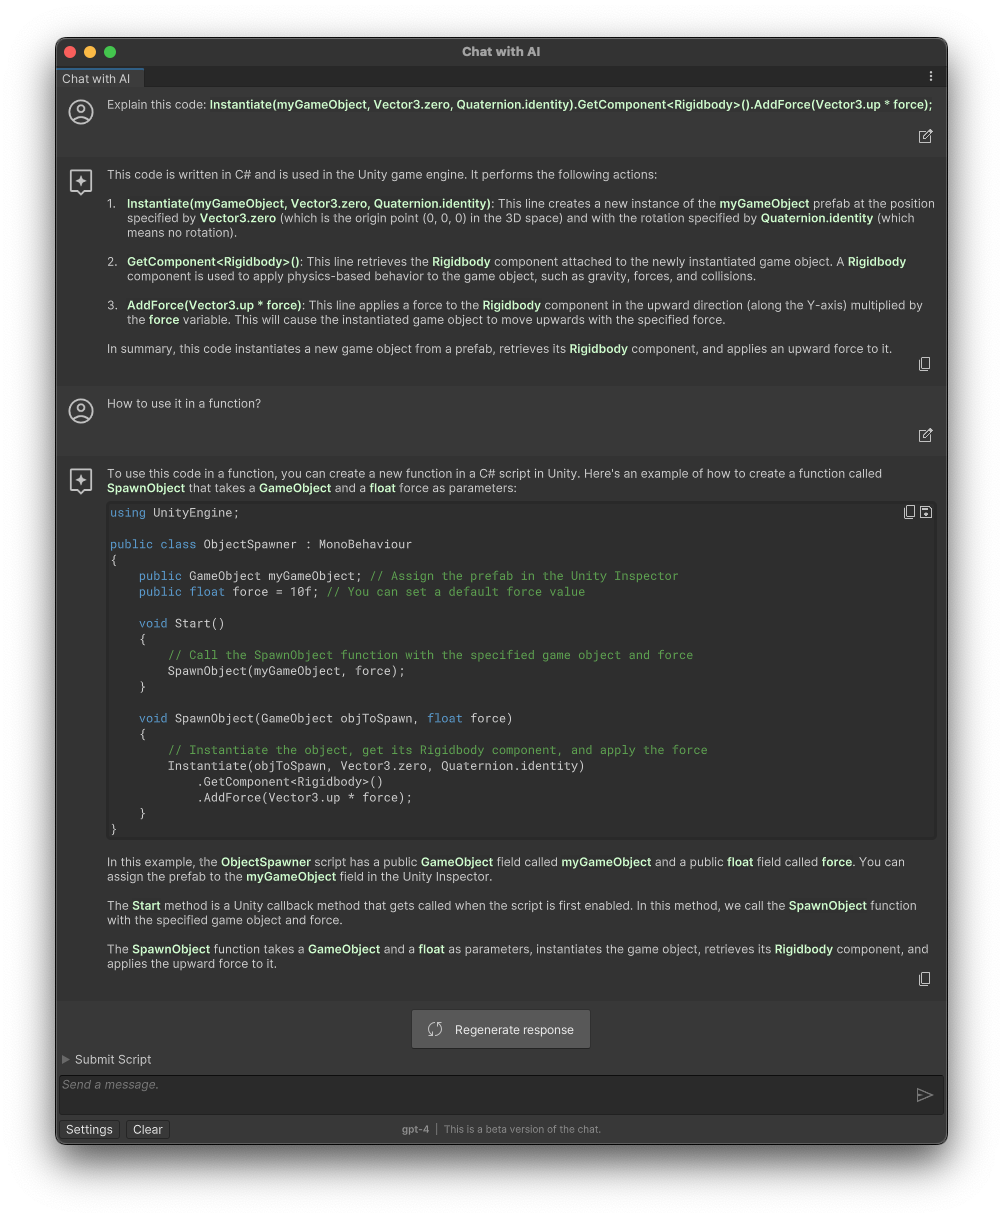 Chat with AI
Chat with AI
Explain this code: Instantiate(myGameObject, Vector3.zero, Quaternion.identity).GetComponent<Rigidbody>().AddForce(Vector3.up * force);
This code is written in C# and is used in the Unity game engine. It performs the following actions:
1. Instantiate(myGameObject, Vector3.zero, Quaternion.identity): This line creates a new instance of the myGameObject prefab at the position
specified by Vector3.zero (which is the origin point (0, 0, 0) in the 3D space) and with the rotation specified by Quaternion.identity (which
means no rotation).
2. GetComponent<Rigidbody>(): This line retrieves the Rigidbody component attached to the newly instantiated game object. A Rigidbody
component is used to apply physics-based behavior to the game object, such as gravity, forces, and collisions.
3. AddForce(Vector3.up * force): This line applies a force to the Rigidbody component in the upward direction (along the Y-axis) multiplied by
the force variable. This will cause the instantiated game object to move upwards with the specified force.
In summary, this code instantiates a new game object from a prefab, retrieves its Rigidbody component, and applies an upward force to it.
How to use it in a function?
To use this code in a function, you can create a new function in a C# script in Unity. Here's an example of how to create a function called
SpawnObject that takes a GameObject and a float force as parameters:
using UnityEngine;
public class ObjectSpawner : MonoBehaviour
{
    public GameObject myGameObject; // Assign the prefab in the Unity Inspector
    public float force = 10f; // You can set a default force value
    void Start()
    {
        // Call the SpawnObject function with the specified game object and force
        SpawnObject(myGameObject, force);
    }
    void SpawnObject(GameObject objToSpawn, float force)
    {
        // Instantiate the object, get its Rigidbody component, and apply the force
        Instantiate(objToSpawn, Vector3.zero, Quaternion.identity)
            .GetComponent<Rigidbody>()
            .AddForce(Vector3.up * force);
    }
}
In this example, the ObjectSpawner script has a public GameObject field called myGameObject and a public float field called force. You can
assign the prefab to the myGameObject field in the Unity Inspector.
The Start method is a Unity callback method that gets called when the script is first enabled. In this method, we call the SpawnObject function
with the specified game object and force.
The SpawnObject function takes a GameObject and a float as parameters, instantiates the game object, retrieves its Rigidbody component, and
applies the upward force to it.
Regenerate response
Submit Script
Send a message.
Settings Clear gpt-4 | This is a beta version of the chat.